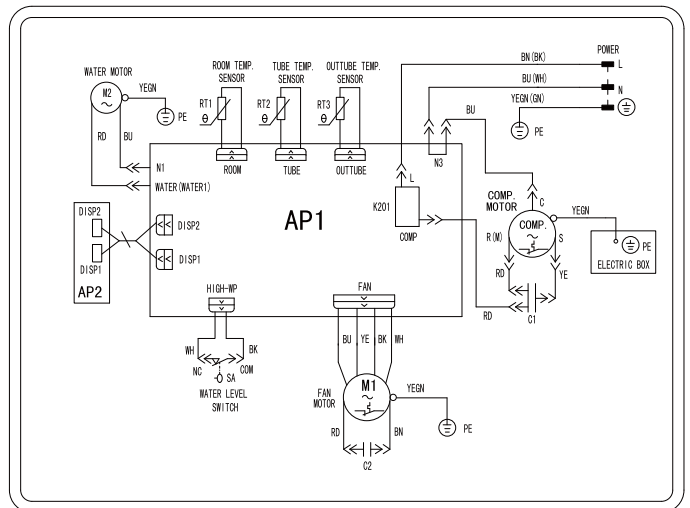 ROOM TEMP.
SENSOR
TUBE TEMP.
SENSOR
OUTTUBE TEMP.
SENSOR
BN(BK)
POWER
L
WATER MOTOR
M2
YEGN
PE
RT1
θ
RT2
θ
RT3
θ
BU(WH)
N
YEGN(GN)
PE
BU
RD
BU
N1
WATER(WATER1)
ROOM
TUBE
OUTTUBE
L
N3
K201
COMP
AP1
COMP.
MOTOR
C
COMP.
R(M)
S
YEGN
PE
ELECTRIC BOX
RD
YE
RD
C1
DISP2
DISP1
AP2
DISP2
DISP1
HIGH-WP
FAN
WH
BK
NC
COM
SA
WATER LEVEL
SWITCH
BU
YE
BK
WH
FAN
MOTOR
M1
YEGN
PE
RD
BN
C2